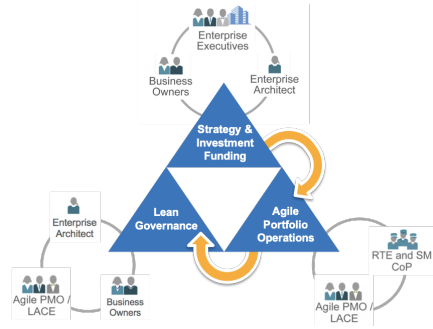 Enterprise
Executives
Business
Owners
Enterprise
Architect
Strategy &
Investment
Funding
Lean
Governance
Agile
Portfolio
Operations
Enterprise
Architect
Agile PMO /
LACE
Business
Owners
RTE and SM
CoP
Agile PMO /
LACE